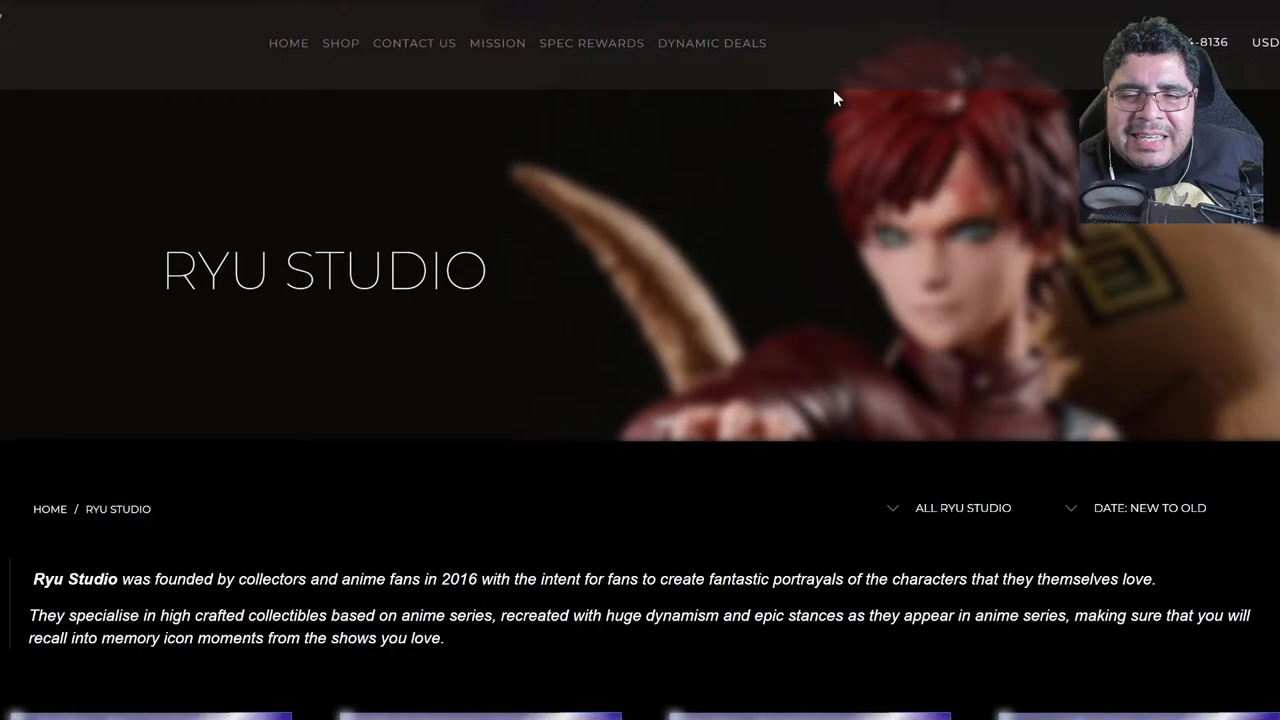 HOME SHOP CONTACT US MISSION SPEC REWARDS DYNAMIC DEALS 4-8136 USD
RYU STUDIO
HOME / RYU STUDIO ALL RYU STUDIO DATE: NEW TO OLD
Ryu Studio was founded by collectors and anime fans in 2016 with the intent for fans to create fantastic portrayals of the characters that they themselves love.
They specialise in high crafted collectibles based on anime series, recreated with huge dynamism and epic stances as they appear in anime series, making sure that you will
recall into memory icon moments from the shows you love.